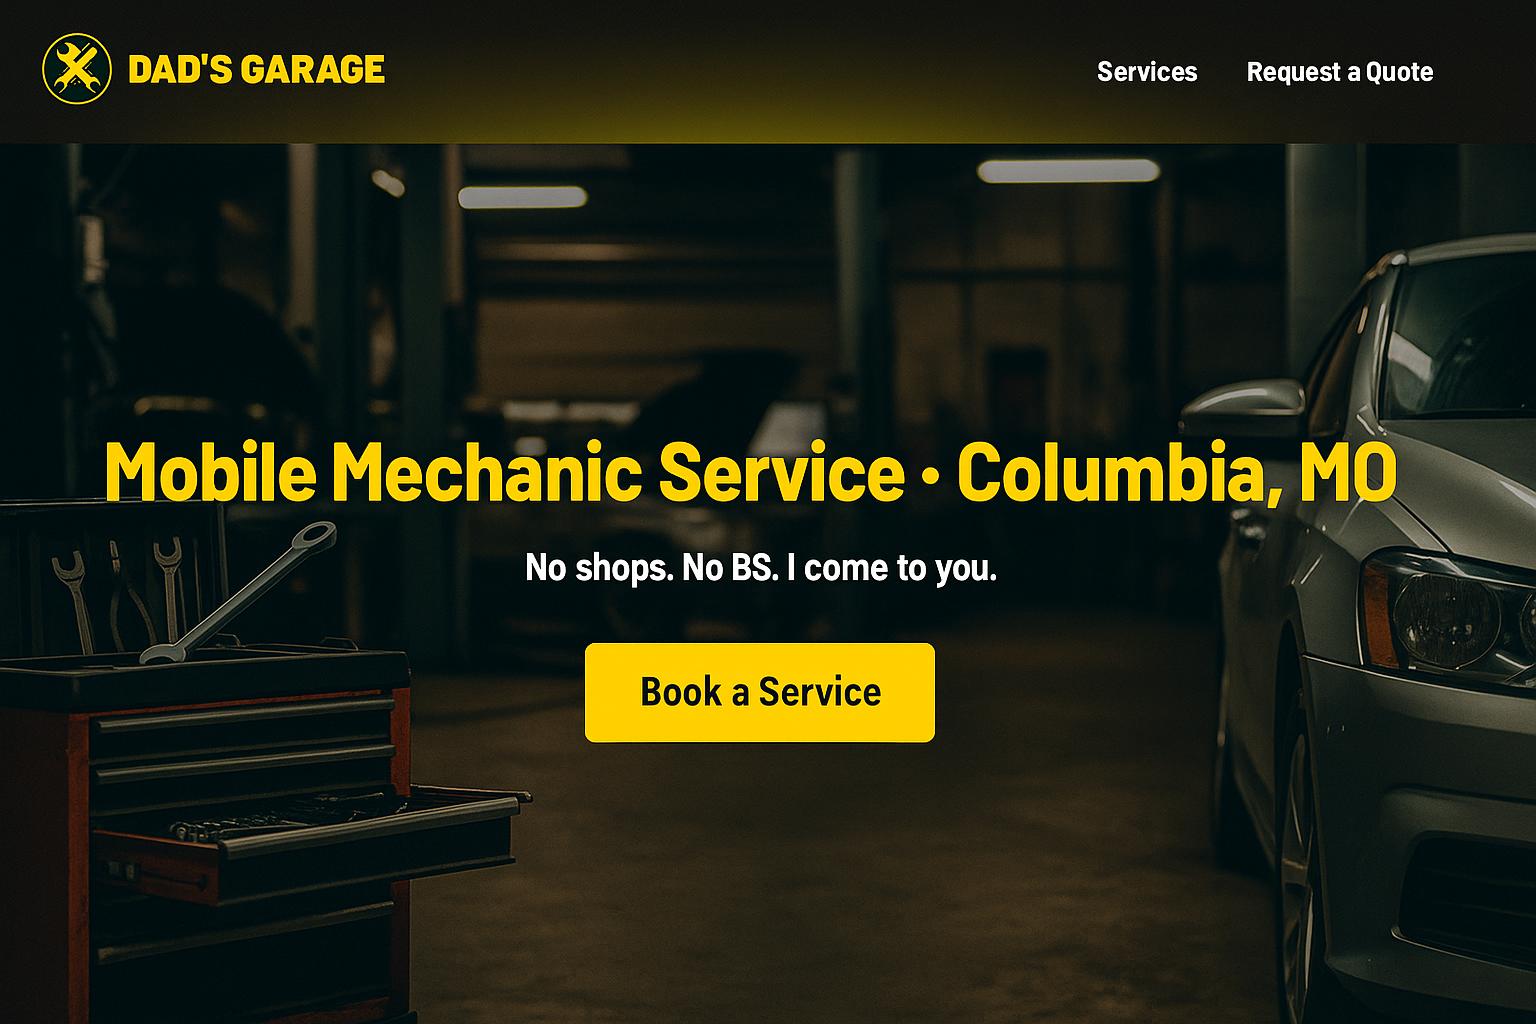 DAD'S GARAGE
Services
Request a Quote
Mobile Mechanic Service • Columbia, MO
No shops. No BS. I come to you.
Book a Service